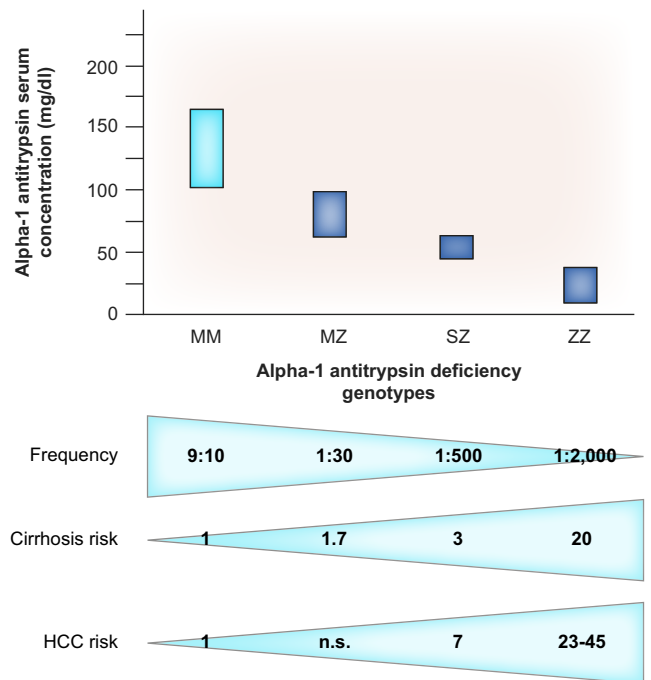 Alpha-1 antitrypsin serum
concentration (mg/dl)
200
150
100
50
0
MM MZ SZ ZZ
Alpha-1 antitrypsin deficiency
genotypes
Frequency 9:10 1:30 1:500 1:2,000
Cirrhosis risk 1 1.7 3 20
HCC risk 1 n.s. 7 23-45